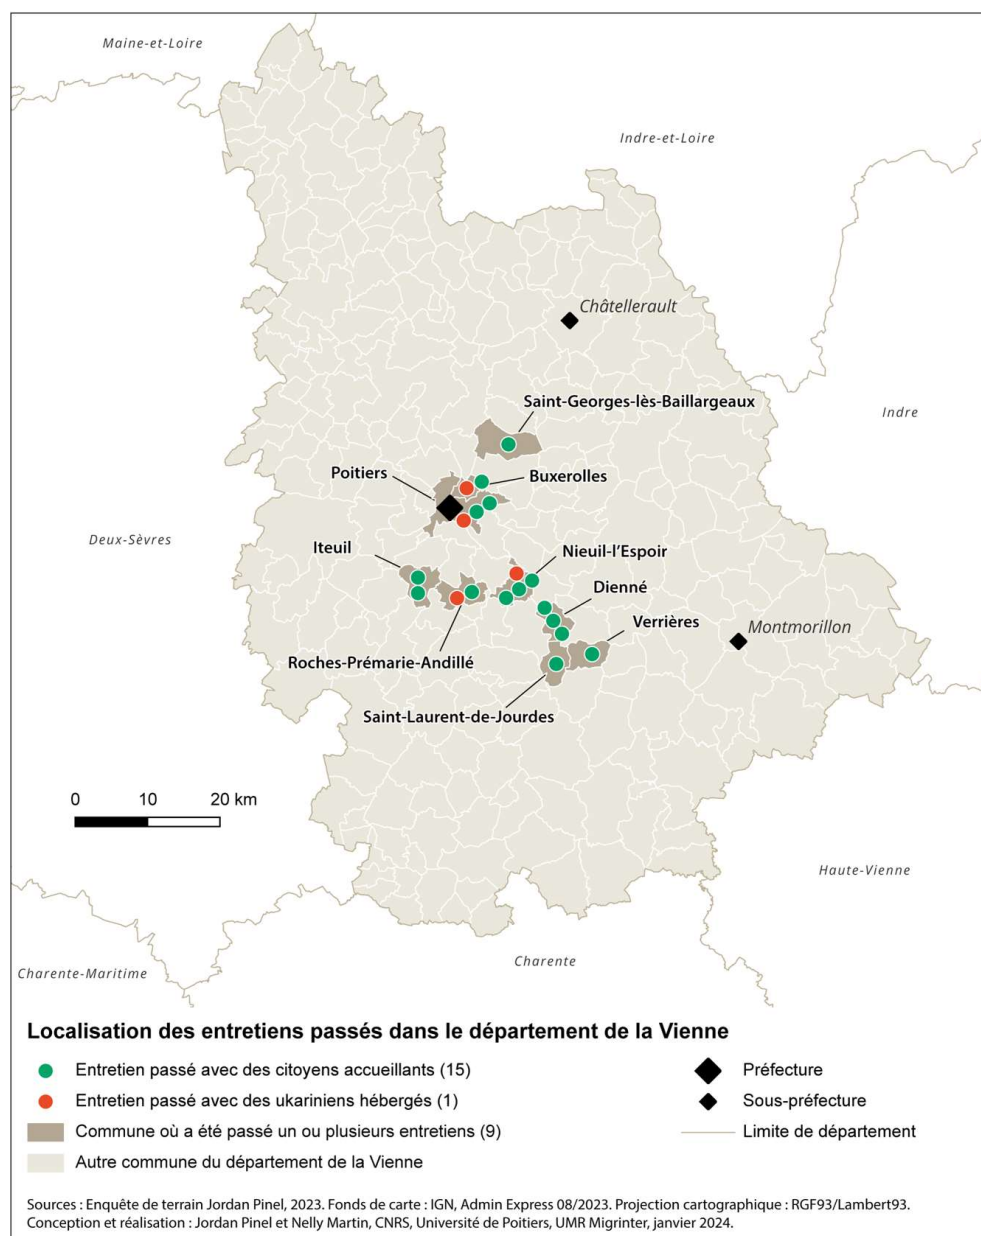 Maine-et-Loire
Indre-et-Loire
Châtellerault
Saint-Georges-lès-Baillargeaux
Indre
Poitiers
Buxerolles
Deux-Sèvres
Iteuil
Nieuil-l'Espoir
Dienné
Verrières
Montmorillon
Roches-Prémarie-Andillé
Saint-Laurent-de-Jourdes
0 10 20 km
Haute-Vienne
Charente
Charente-Maritime
Localisation des entretiens passés dans le département de la Vienne
Entretien passé avec des citoyens accueillants (15)
Préfecture
Entretien passé avec des ukariniens hébergés (1)
Sous-préfecture
Commune où a été passé un ou plusieurs entretiens (9)
Limite de département
Autre commune du département de la Vienne
Sources : Enquête de terrain Jordan Pinel, 2023. Fonds de carte : IGN, Admin Express 08/2023. Projection cartographique : RGF93/Lambert93.
Conception et réalisation : Jordan Pinel et Nelly Martin, CNRS, Université de Poitiers, UMR Migrinter, janvier 2024.